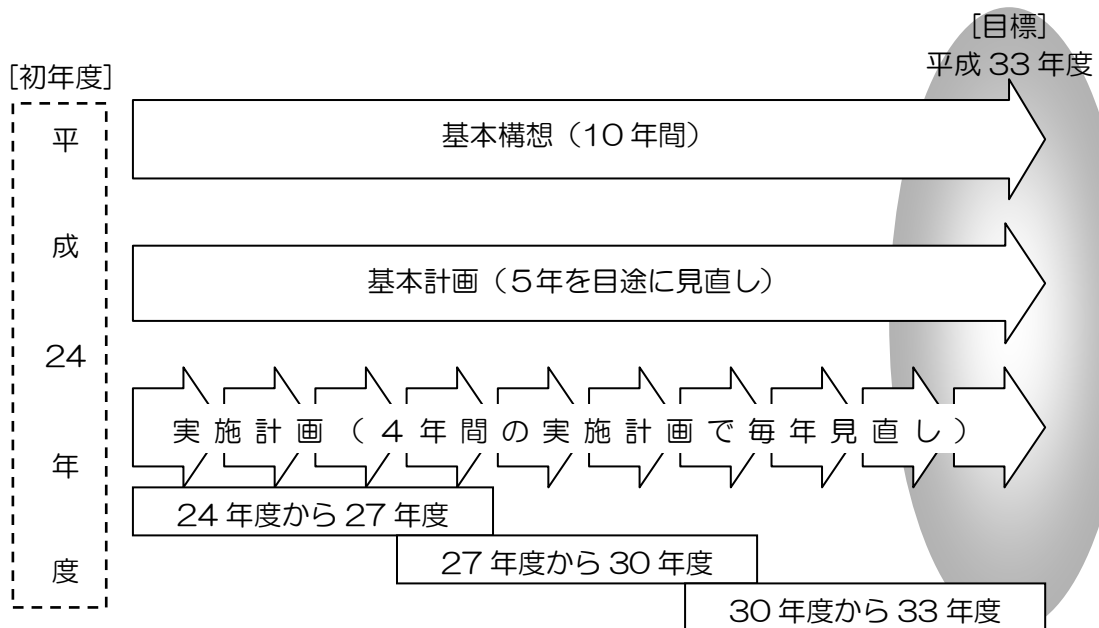 [目標]
平成 33 年度
[初年度]
平成 24 年度
基本構想（10 年間）
基本計画（5年を目途に見直し）
実施計画（4年間の実施計画で毎年見直し）
24 年度から 27 年度
27 年度から 30 年度
30 年度から 33 年度